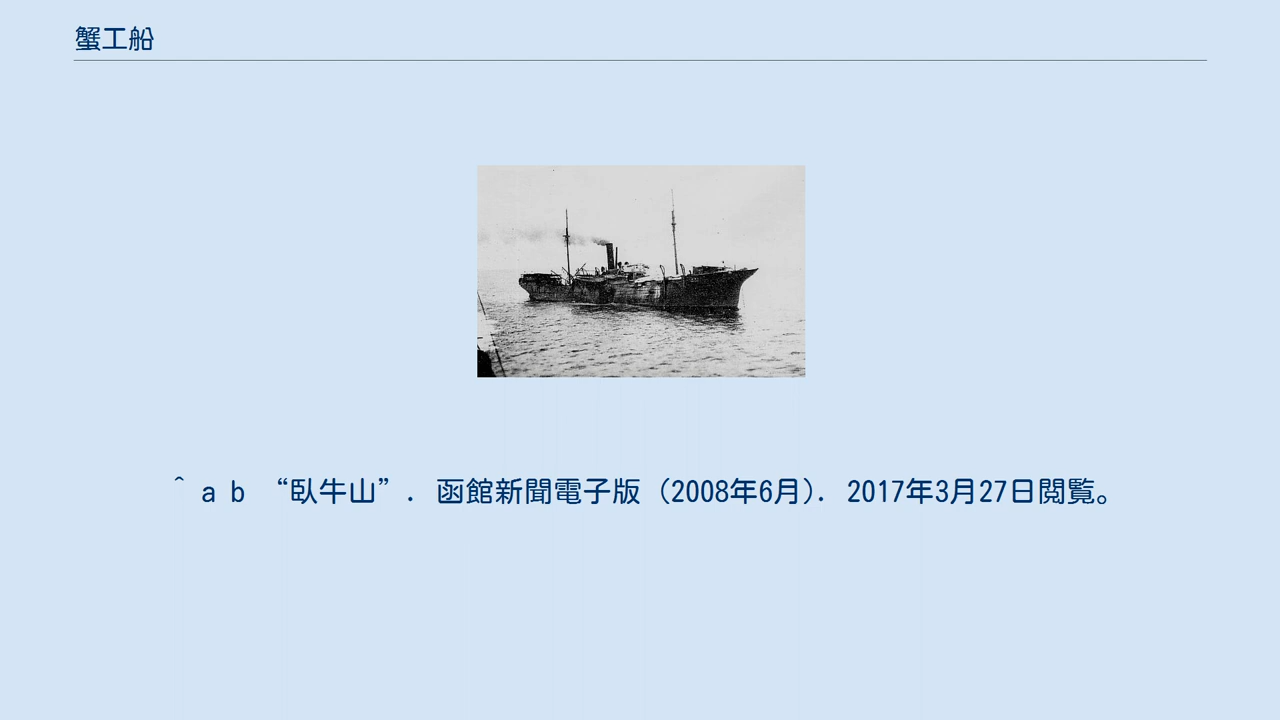 蟹工船
^ a b “臥牛山”. 函館新聞電子版 (2008年6月). 2017年3月27日閲覧。